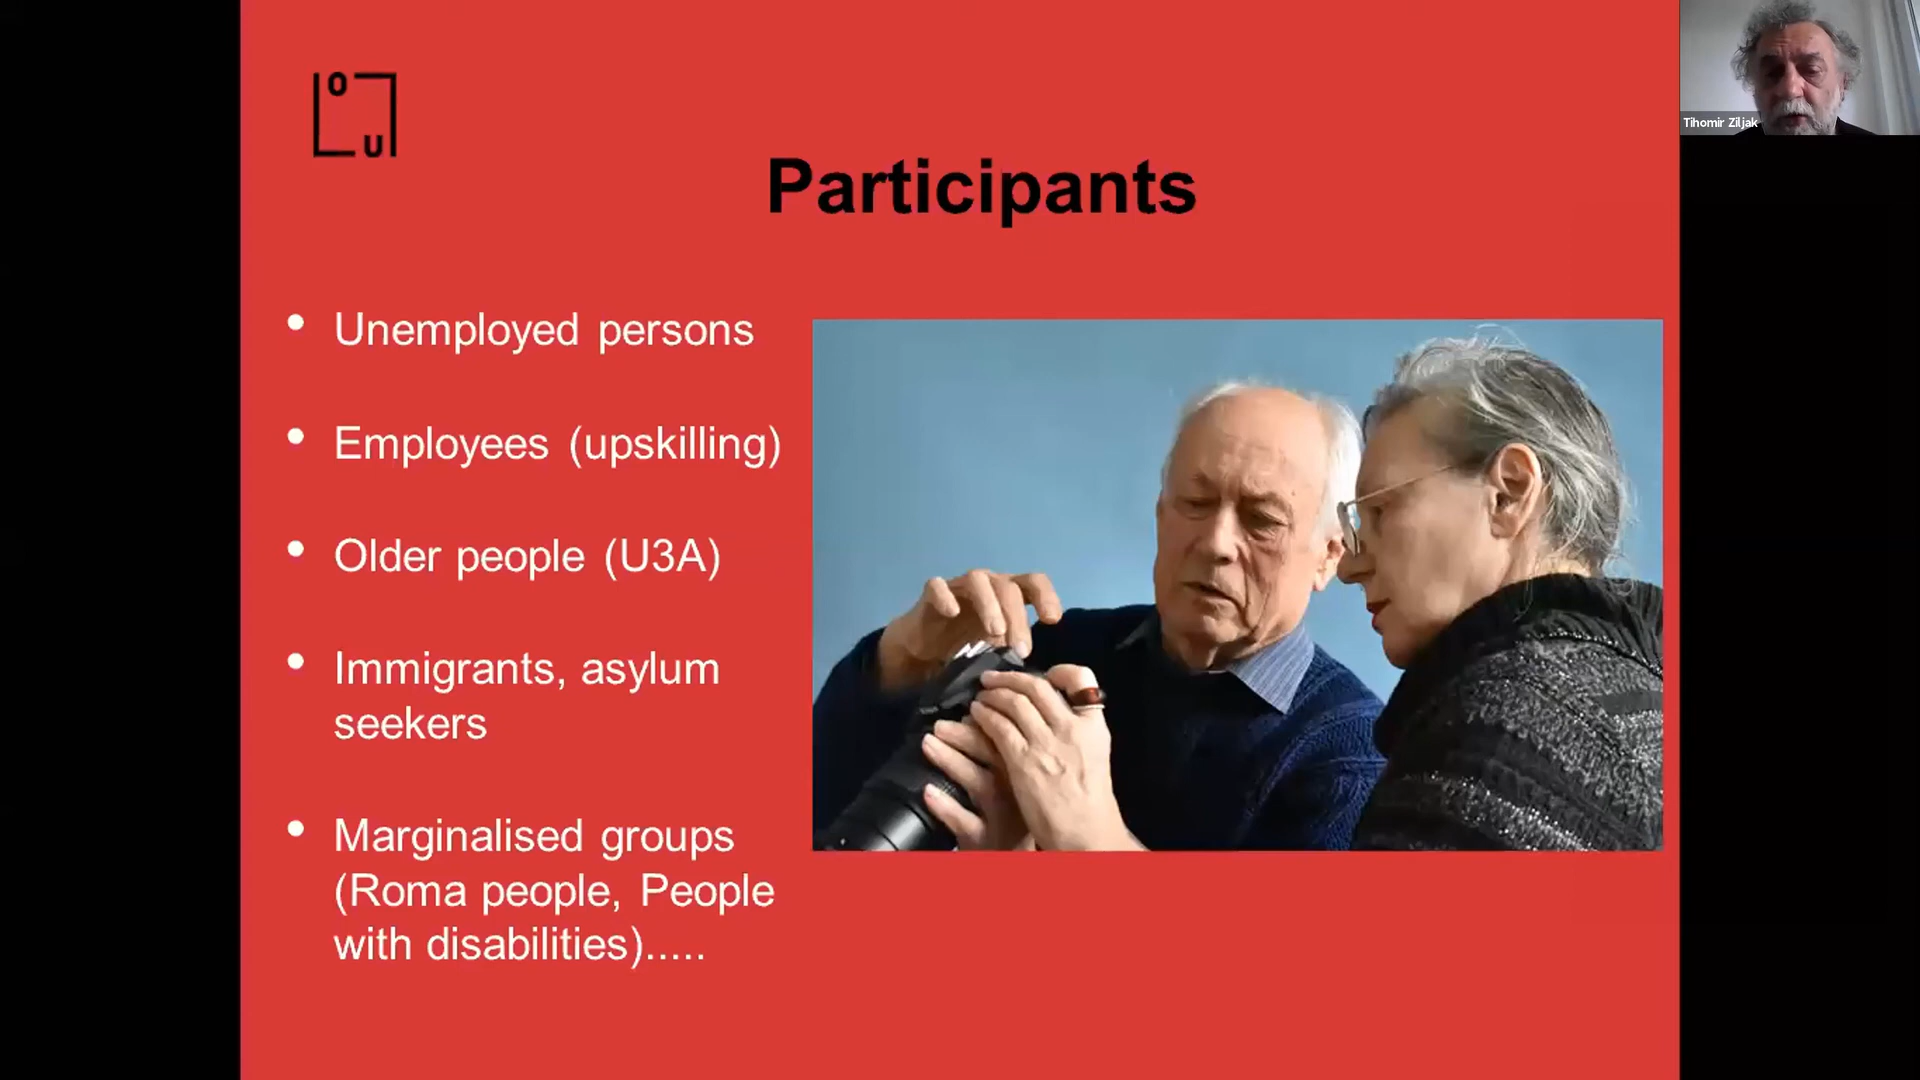 O
U
Participants
• Unemployed persons
• Employees (upskilling)
• Older people (U3A)
• Immigrants, asylum
seekers
• Marginalised groups
(Roma people, People
with disabilities).....
Tihomir Ziljak